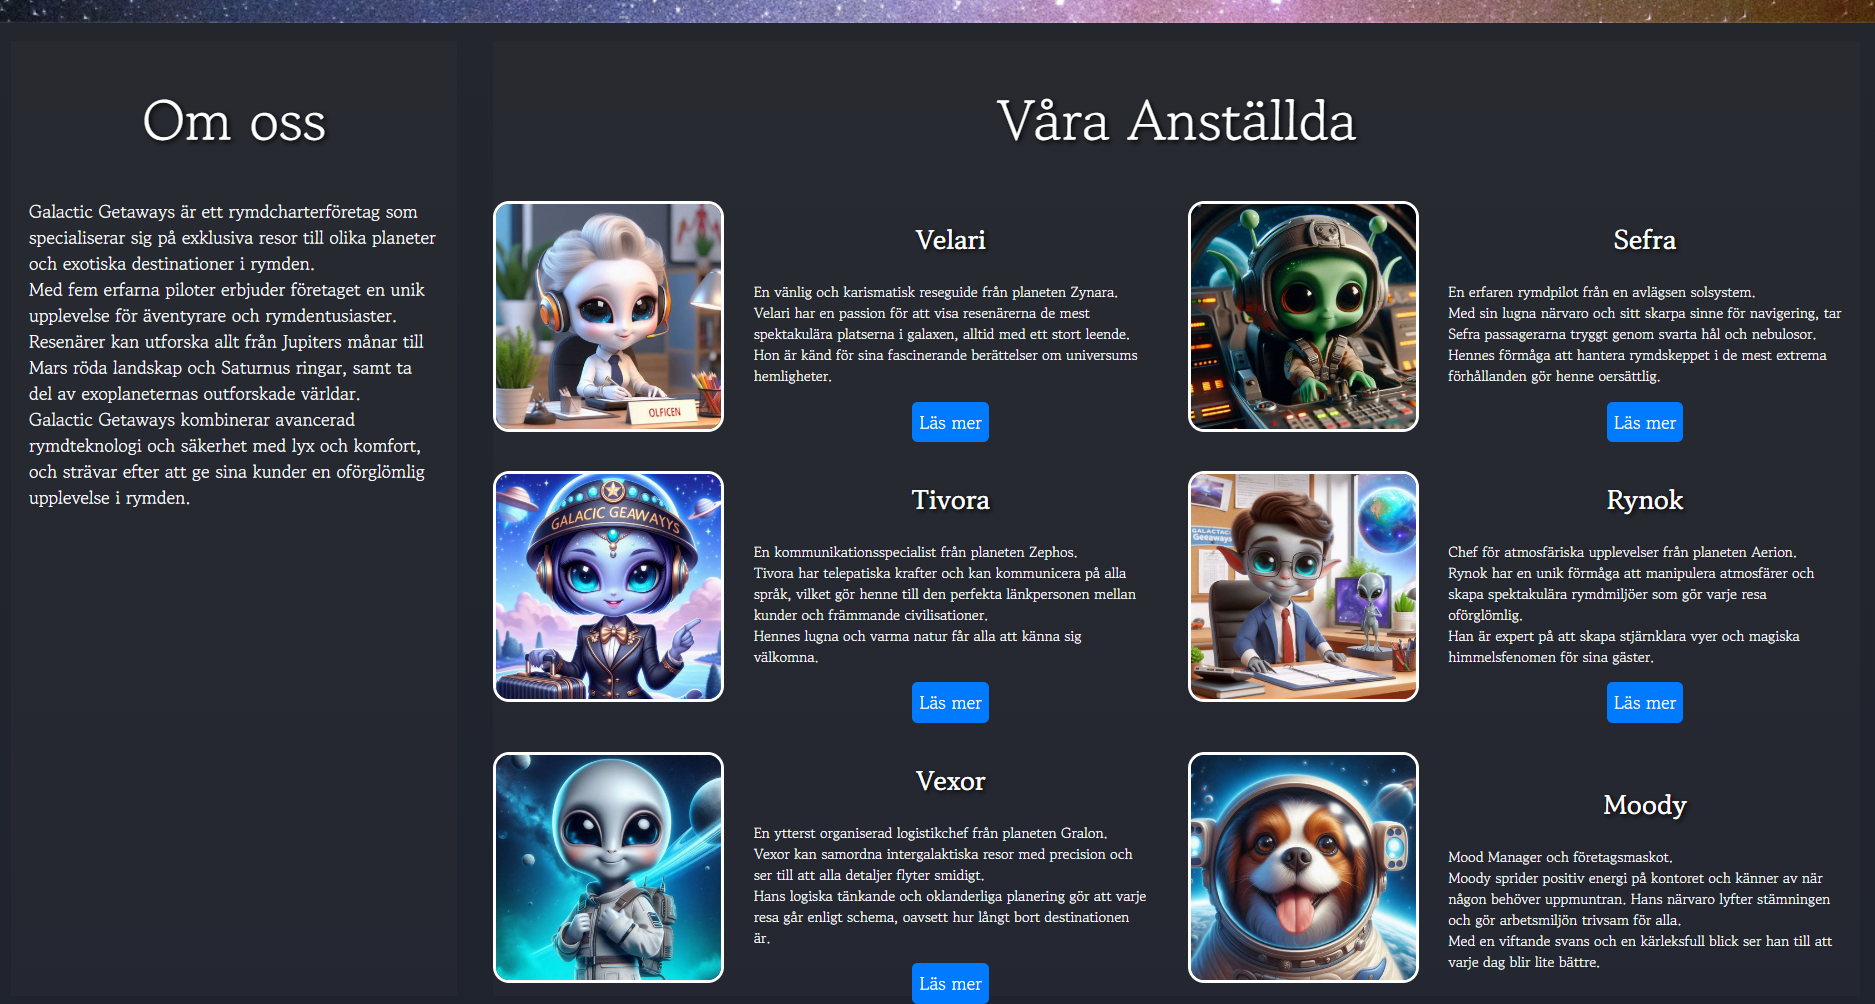 Om oss
Galactic Getaways är ett rymdcharterföretag som
specialiserar sig på exklusiva resor till olika planeter
och exotiska destinationer i rymden.
Med fem erfarna piloter erbjuder företaget en unik
upplevelse för äventyrare och rymdentusiaster.
Resenärer kan utforska allt från Jupiters månar till
Mars röda landskap och Saturnus ringar, samt ta
del av exoplaneternas outforskade världar.
Galactic Getaways kombinerar avancerad
rymdteknologi och säkerhet med lyx och komfort,
och strävar efter att ge sina kunder en oförglömlig
upplevelse i rymden.
Våra Anställda
OLFICEN
Velari
En vänlig och karismatisk reseguide från planeten Zynara.
Velari har en passion för att visa resenärerna de mest
spektakulära platserna i galaxen, alltid med ett stort leende.
Hon är känd för sina fascinerande berättelser om universums
hemligheter.
Läs mer
Sefra
En erfaren rymdpilot från en avlägsen solsystem.
Med sin lugna närvaro och sitt skarpa sinne för navigering, tar
Sefra passagerarna tryggt genom svarta hål och nebulosor.
Hennes förmåga att hantera rymdskeppet i de mest extrema
förhållanden gör henne oersättlig.
Läs mer
GALACIC GEAWAYYS
Tivora
En kommunikationsspecialist från planeten Zephos.
Tivora har telepatiska krafter och kan kommunicera på alla
språk, vilket gör henne till den perfekta länkpersonen mellan
kunder och främmande civilisationer.
Hennes lugna och varma natur får alla att känna sig
välkomna.
Läs mer
GALACTAC
Geeaways
Rynok
Chef för atmosfäriska upplevelser från planeten Aerion.
Rynok har en unik förmåga att manipulera atmosfärer och
skapa spektakulära rymdmiljöer som gör varje resa
oförglömlig.
Han är expert på att skapa stjärnklara vyer och magiska
himmelsfenomen för sina gäster.
Läs mer
Vexor
En ytterst organiserad logistikchef från planeten Gralon.
Vexor kan samordna intergalaktiska resor med precision och
ser till att alla detaljer flyter smidigt.
Hans logiska tänkande och oklanderliga planering gör att varje
resa går enligt schema, oavsett hur långt bort destinationen
är.
Läs mer
Moody
Mood Manager och företagsmaskot.
Moody sprider positiv energi på kontoret och känner av när
någon behöver uppmuntran. Hans närvaro lyfter stämningen
och gör arbetsmiljön trivsam för alla.
Med en viftande svans och en kärleksfull blick ser han till att
varje dag blir lite bättre.